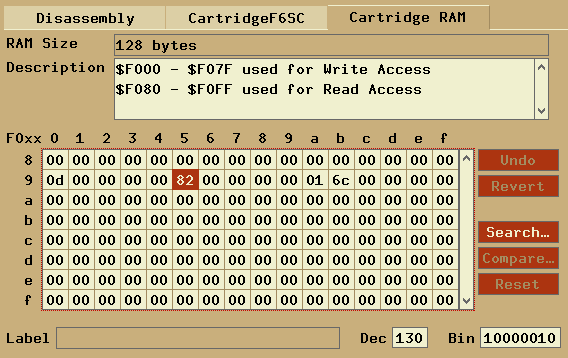 Disassembly CartridgeF6SC Cartridge RAM
RAM Size 128 bytes
Description $F000 - $F07F used for Write Access
$F080 - $F0FF used for Read Access
F0xx 0 1 2 3 4 5 6 7 8 9 a b c d e f
8 00 00 00 00 00 00 00 00 00 00 00 00 00 00 00 00 Undo
9 0d 00 00 00 00 82 00 00 00 00 01 6c 00 00 00 00 Revert
a 00 00 00 00 00 00 00 00 00 00 00 00 00 00 00 00
b 00 00 00 00 00 00 00 00 00 00 00 00 00 00 00 00
c 00 00 00 00 00 00 00 00 00 00 00 00 00 00 00 00 Search…
d 00 00 00 00 00 00 00 00 00 00 00 00 00 00 00 00 Compare…
e 00 00 00 00 00 00 00 00 00 00 00 00 00 00 00 00 Reset
f 00 00 00 00 00 00 00 00 00 00 00 00 00 00 00 00
Label Dec 130 Bin 10000010